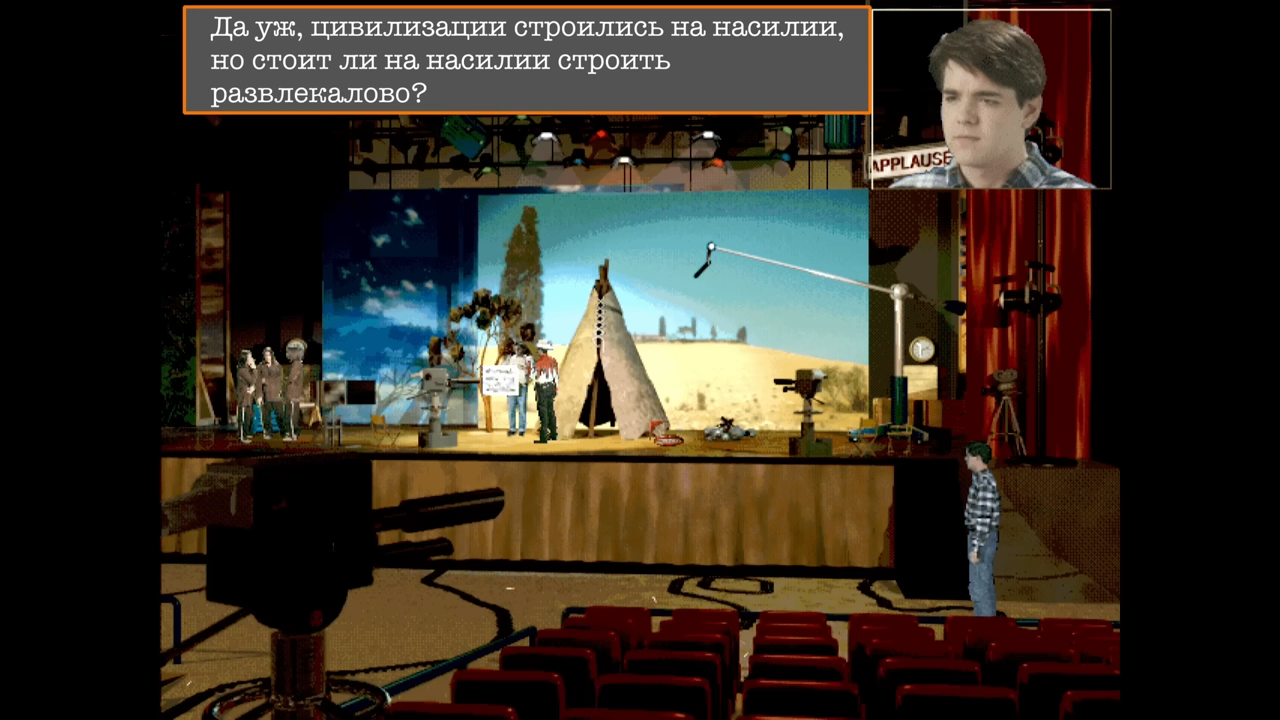 Да уж, цивилизации строились на насилии,
но стоит ли на насилии строить
развлекалово?
APPLAUSE